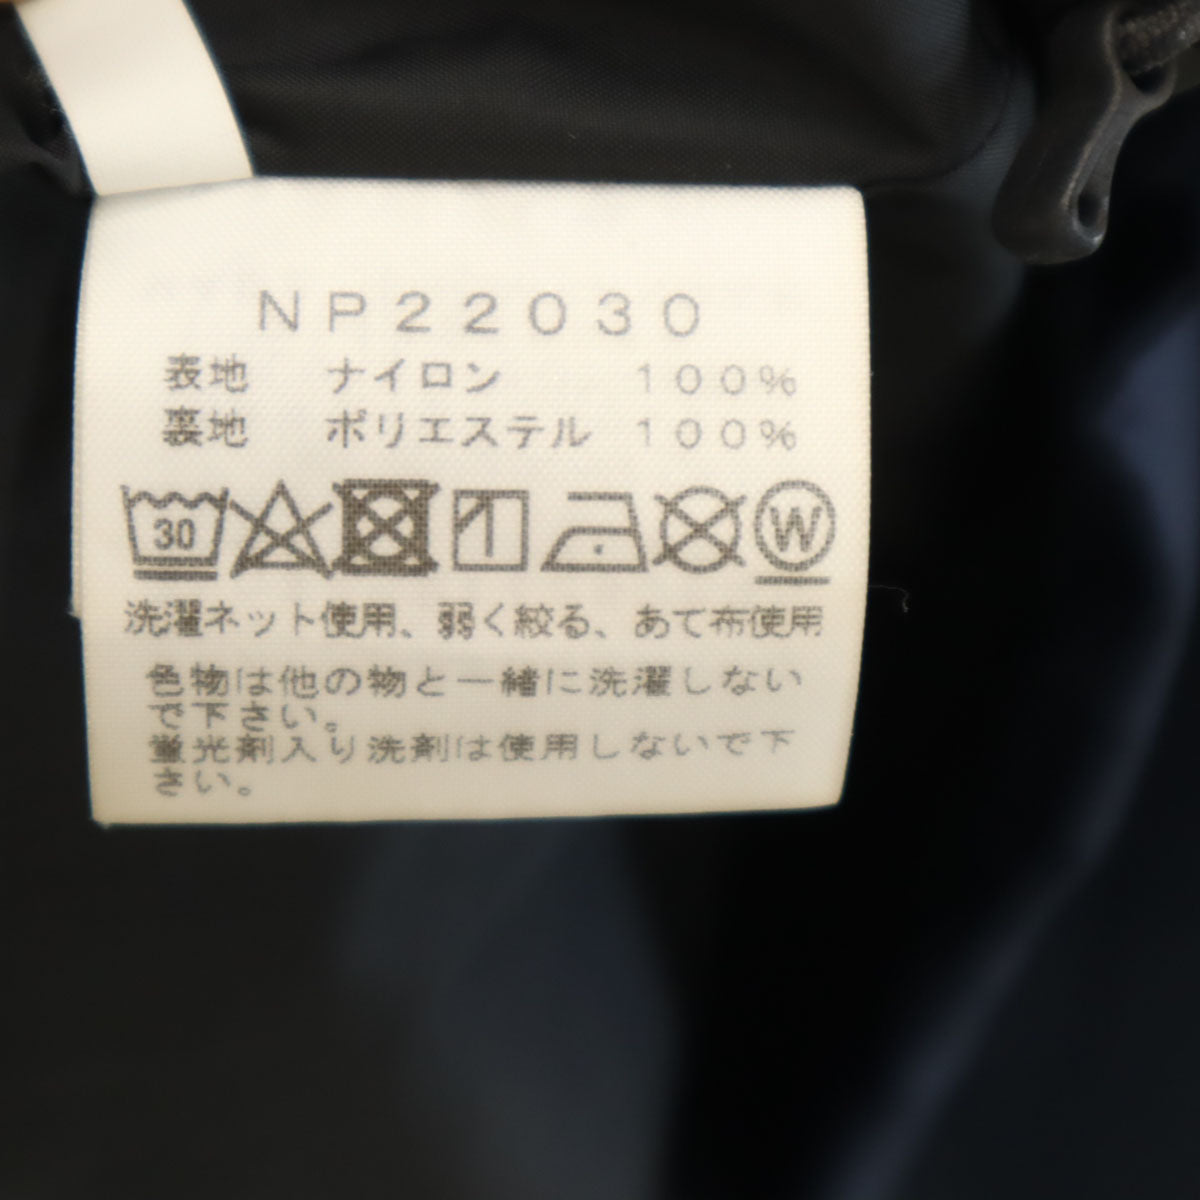 NP22030
表地 ナイロン 100%
裏地 ポリエステル 100%
30 W
洗濯ネット使用、弱く絞る、あて布使用
色物は他の物と一緒に洗濯しない
で下さい。
蛍光剤入り洗剤は使用しないで下
さい。